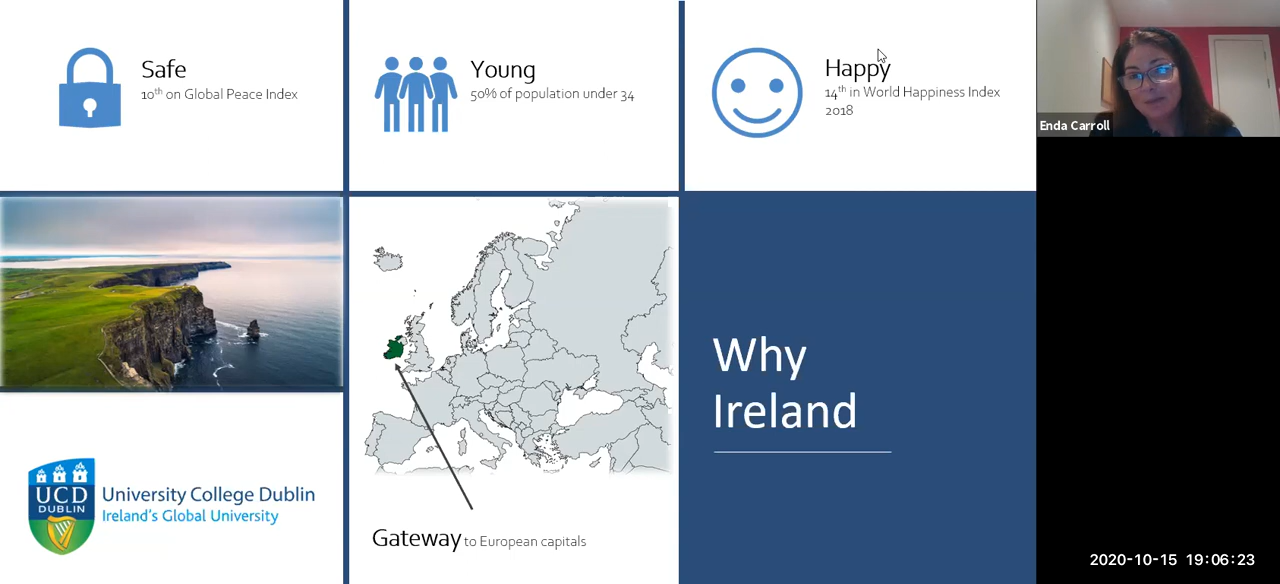 Safe
10th on Global Peace Index
Young
50% of population under 34
Happy
14th in World Happiness Index
2018
Enda Carroll
Why
Ireland
UCD
DUBLIN
University College Dublin
Ireland's Global University
Gateway to European capitals
2020-10-15 19:06:23